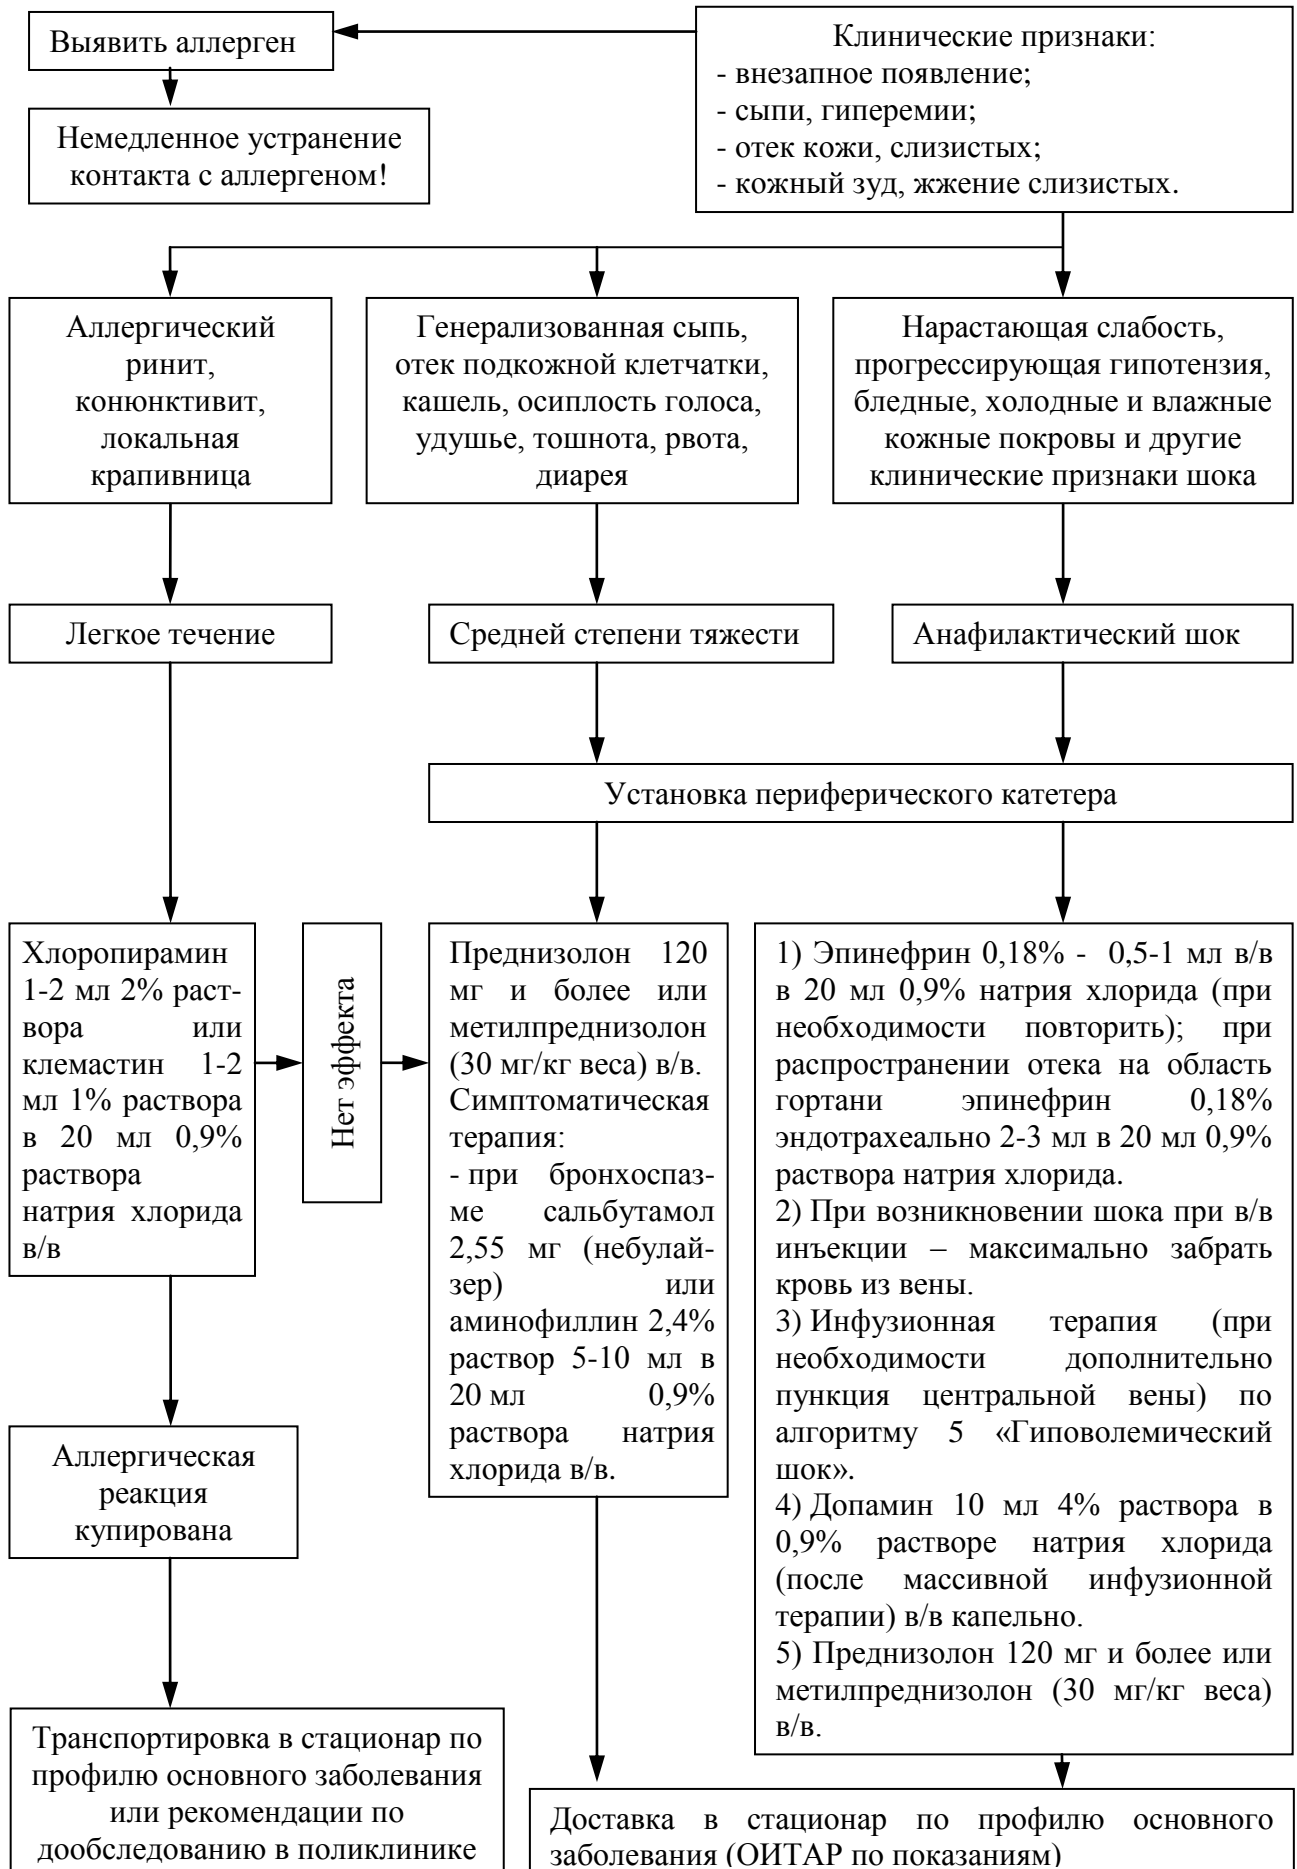 Выявить аллерген
Клинические признаки:
- внезапное появление;
- сыпи, гиперемии;
- отек кожи, слизистых;
- кожный зуд, жжение слизистых.
Немедленное устранение
контакта с аллергеном!
Аллергический
ринит,
конюнктивит,
локальная
крапивница
Генерализованная сыпь,
отек подкожной клетчатки,
кашель, осиплость голоса,
удушье, тошнота, рвота,
диарея
Нарастающая слабость,
прогрессирующая гипотензия,
бледные, холодные и влажные
кожные покровы и другие
клинические признаки шока
Легкое течение
Средней степени тяжести
Анафилактический шок
Установка периферического катетера
Хлоропирамин
1-2 мл 2% раст-
вора или
клемастин 1-2
мл 1% раствора
в 20 мл 0,9%
раствора
натрия хлорида
в/в
Нет эффекта
Преднизолон 120
мг и более или
метилпреднизолон
(30 мг/кг веса) в/в.
Симптоматическая
терапия:
- при бронхоспаз-
ме сальбутамол
2,55 мг (небулай-
зер) или
аминофиллин 2,4%
раствор 5-10 мл в
20 мл 0,9%
раствора натрия
хлорида в/в.
1) Эпинефрин 0,18% - 0,5-1 мл в/в
в 20 мл 0,9% натрия хлорида (при
необходимости повторить); при
распространении отека на область
гортани эпинефрин 0,18%
эндотрахеально 2-3 мл в 20 мл 0,9%
раствора натрия хлорида.
2) При возникновении шока при в/в
инъекции – максимально забрать
кровь из вены.
3) Инфузионная терапия (при
необходимости дополнительно
пункция центральной вены) по
алгоритму 5 «Гиповолемический
шок».
4) Допамин 10 мл 4% раствора в
0,9% растворе натрия хлорида
(после массивной инфузионной
терапии) в/в капельно.
5) Преднизолон 120 мг и более или
метилпреднизолон (30 мг/кг веса)
в/в.
Аллергическая
реакция
купирована
Транспортировка в стационар по
профилю основного заболевания
или рекомендации по
дообследованию в поликлинике
Доставка в стационар по профилю основного
заболевания (ОИТАР по показаниям)